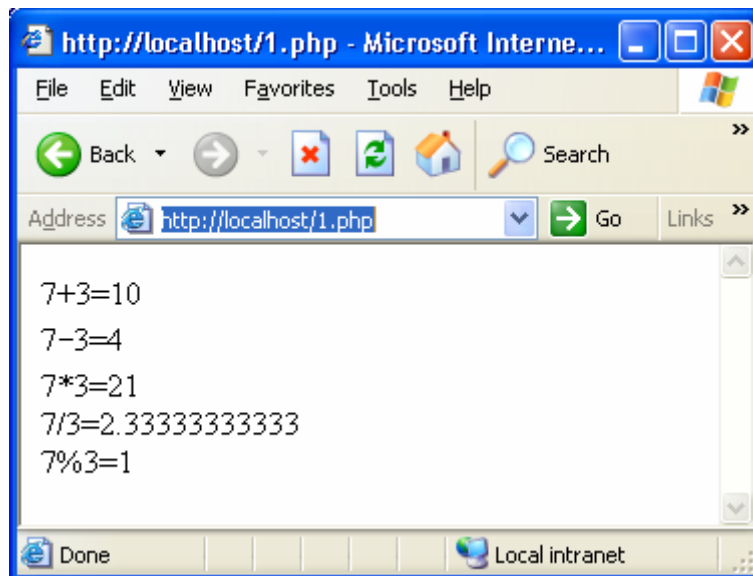 http://localhost/1.php - Microsoft Interne...
File Edit View Favorites Tools Help
Back Search »
Address http://localhost/1.php Go Links »
7+3=10
7-3=4
7*3=21
7/3=2.33333333333
7%3=1
Done Local intranet